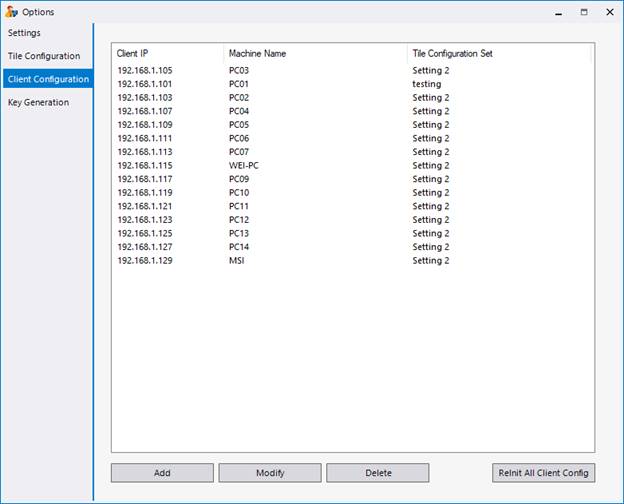 Options
Settings
Tile Configuration
Client Configuration
Key Generation
Client IP Machine Name Tile Configuration Set
192.168.1.105 PC03 Setting 2
192.168.1.101 PC01 testing
192.168.1.103 PC02 Setting 2
192.168.1.107 PC04 Setting 2
192.168.1.109 PC05 Setting 2
192.168.1.111 PC06 Setting 2
192.168.1.113 PC07 Setting 2
192.168.1.115 WEI-PC Setting 2
192.168.1.117 PC09 Setting 2
192.168.1.119 PC10 Setting 2
192.168.1.121 PC11 Setting 2
192.168.1.123 PC12 Setting 2
192.168.1.125 PC13 Setting 2
192.168.1.127 PC14 Setting 2
192.168.1.129 MSI Setting 2
Add Modify Delete ReInit All Client Config